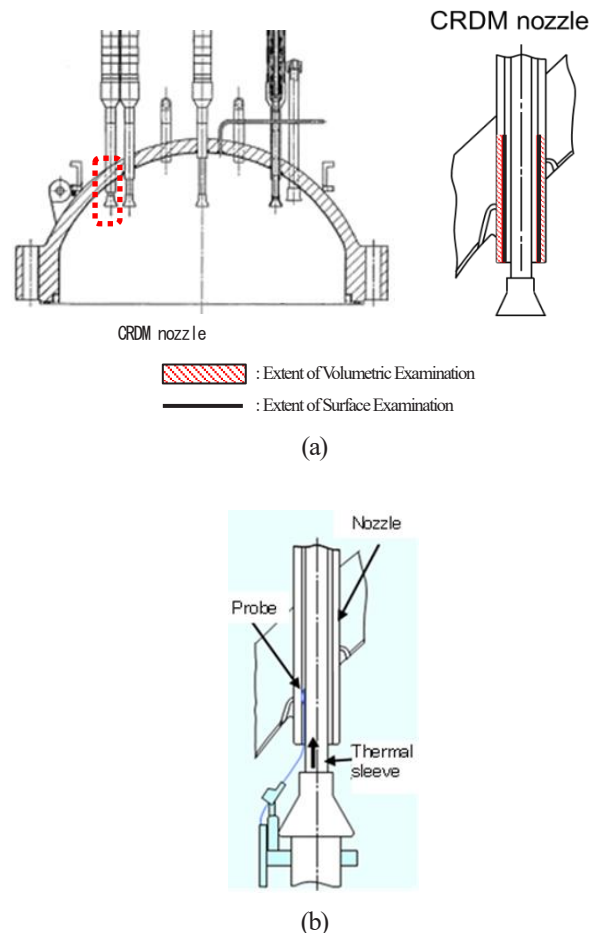 CRDM nozzle
CRDM nozzle
: Extent of Volumetric Examination
: Extent of Surface Examination
(a)
Nozzle
Probe
Thermal
sleeve
(b)